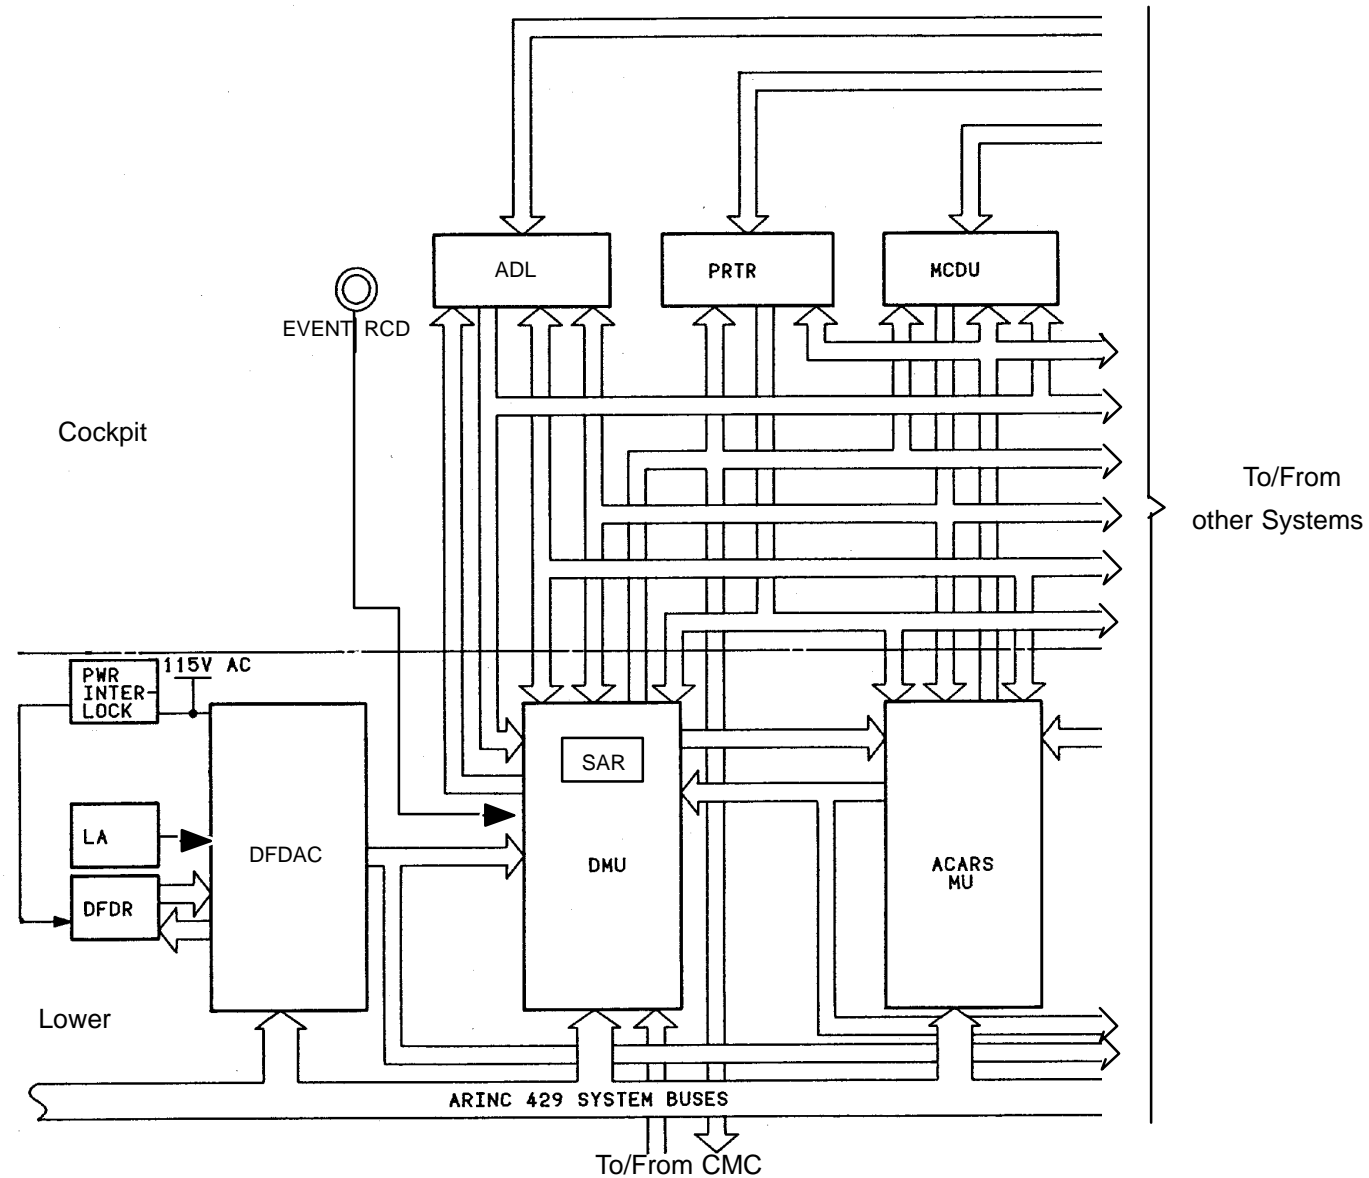 ADL
PRTR
MCDU
EVENT RCD
Cockpit
To/From
other Systems
115V AC
PWR
INTER-
LOCK
SAR
LA
DFDAC
DMU
ACARS
MU
DFDR
Lower
ARINC 429 SYSTEM BUSES
To/From CMC